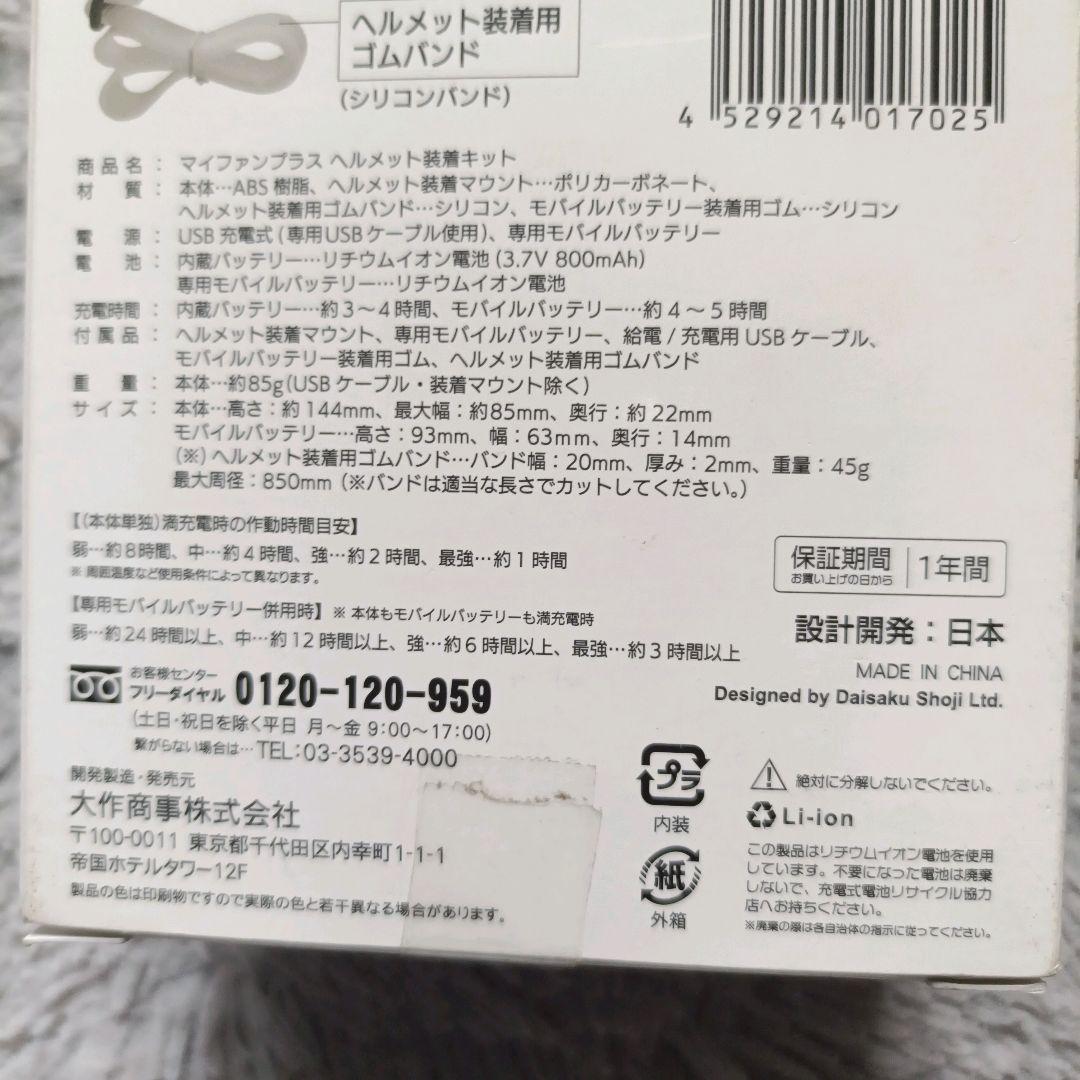 ヘルメット装着用
ゴムバンド
(シリコンバンド)
4 529214 017025
商品名： マイファンプラス ヘルメット装着キット
材　質： 本体…ABS 樹脂、ヘルメット装着マウント…ポリカーボネート、
ヘルメット装着用ゴムバンド…シリコン、モバイルバッテリー装着用ゴム…シリコン
電　源： USB 充電式 (専用USB ケーブル使用)、専用モバイルバッテリー
電　池： 内蔵バッテリー…リチウムイオン電池 (3.7V 800mAh)
専用モバイルバッテリー…リチウムイオン電池
充電時間： 内蔵バッテリー…約３～４時間、モバイルバッテリー…約４～５時間
付属品： ヘルメット装着マウント、専用モバイルバッテリー、給電 / 充電用 USB ケーブル、
モバイルバッテリー装着用ゴム、ヘルメット装着用ゴムバンド
重　量： 本体…約85g(USB ケーブル・装着マウント除く)
サイズ： 本体…高さ：約144mm、最大幅：約85mm、奥行：約22mm
モバイルバッテリー…高さ：93mm、幅：63mm、奥行：14mm
(※)ヘルメット装着用ゴムバンド…バンド幅：20mm、厚み：2mm、重量：45g
最大周径：850mm (※バンドは適当な長さでカットしてください。)
【(本体単独)満充電時の作動時間目安】
弱…約８時間、中…約４時間、強…約２時間、最強…約１時間
※ 周囲温度など使用条件によって異なります。
保証期間
お買い上げの日から
1年間
【専用モバイルバッテリー併用時】 ※ 本体もモバイルバッテリーも満充電時
弱…約24時間以上、中…約12時間以上、強…約６時間以上、最強…約３時間以上
設計開発：日本
MADE IN CHINA
Designed by Daisaku Shoji Ltd.
お客様センター
フリーダイヤル 0120-120-959
(土日・祝日を除く平日 月～金 9:00～17:00)
繋がらない場合は… TEL:03-3539-4000
開発製造・発売元
大作商事株式会社
〒100-0011 東京都千代田区内幸町1-1-1
帝国ホテルタワー12F
製品の色は印刷物ですので実際の色と若干異なる場合があります。
プラ
内装
紙
外箱
絶対に分解しないでください。
Li-ion
この製品はリチウムイオン電池を使用
しています。不要になった電池は廃棄
しないで、充電式電池リサイクル協力
店へお持ちください。
※廃棄の際は各自治体の指示に従ってください。